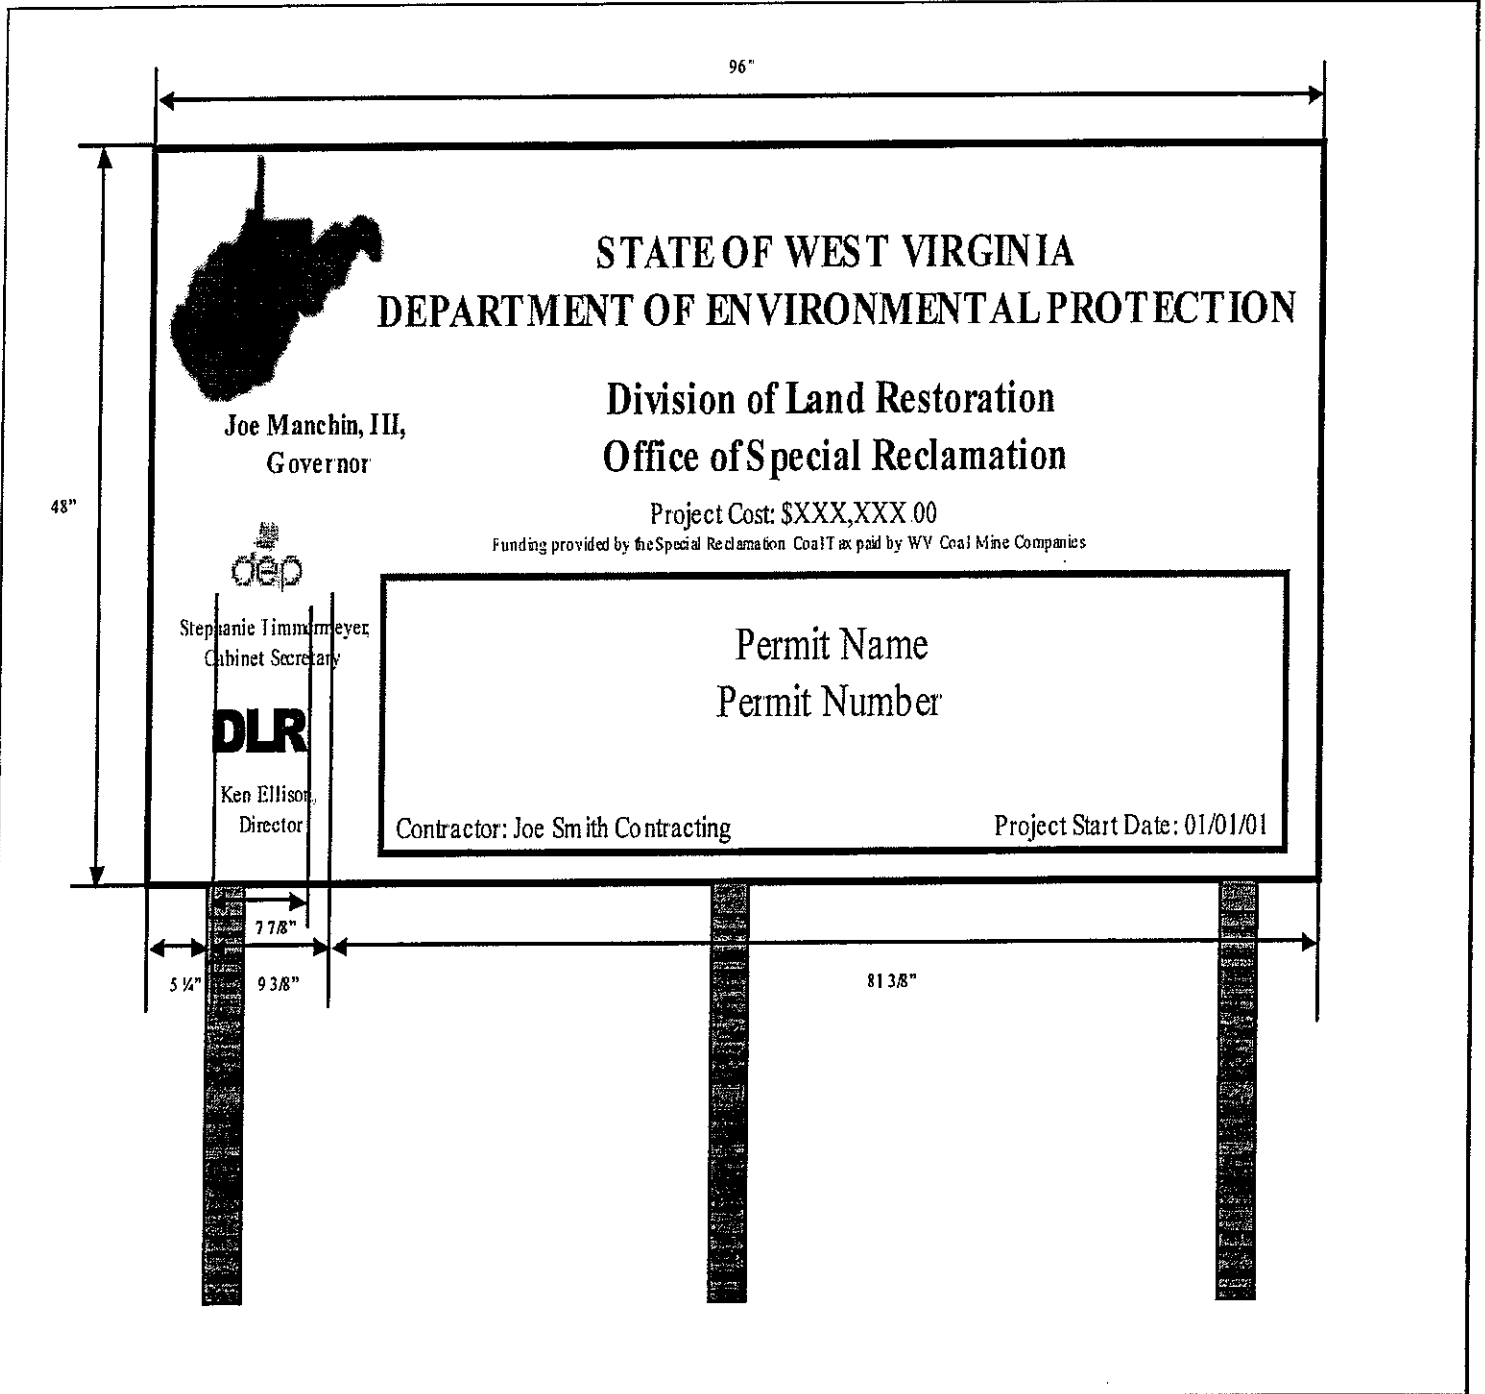 96"
STATE OF WEST VIRGINIA
DEPARTMENT OF ENVIRONMENTAL PROTECTION
Division of Land Restoration
Office of Special Reclamation
Joe Manchin, III,
Governor
48"
Project Cost: $XXX,XXX.00
Funding provided by the Special Reclamation Coal Tax paid by WV Coal Mine Companies
dep
Stephanie Timmermeyer,
Cabinet Secretary
Permit Name
Permit Number
DLR
Ken Ellison,
Director
Contractor: Joe Smith Contracting
Project Start Date: 01/01/01
7 7/8"
5 ¼"
9 3/8"
81 3/8"